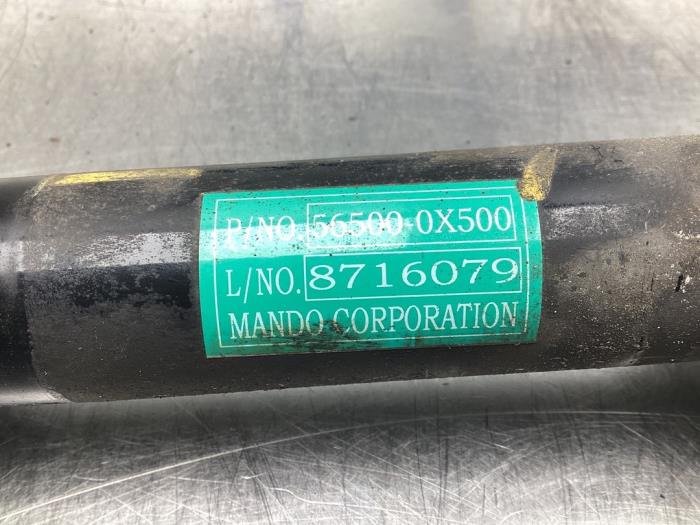 P/NO. 56500-0X500
L/NO. 8716079
MANDO CORPORATION